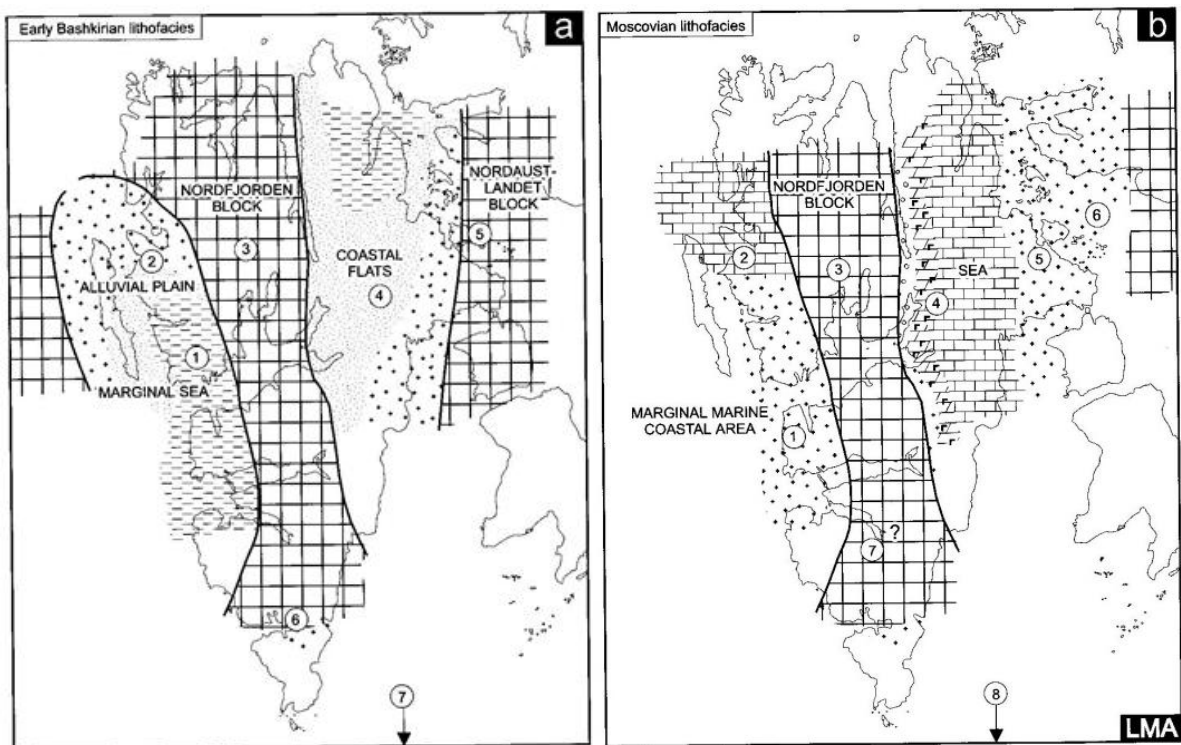 Early Bashkirian lithofacies
a
NORDFJORDEN
BLOCK
NORDAUST-
LANDET
BLOCK
3
5
2
COASTAL
FLATS
ALLUVIAL PLAIN
4
1
MARGINAL SEA
6
7
Moscovian lithofacies
b
NORDFJORDEN
BLOCK
6
2
3
SEA
5
4
MARGINAL MARINE
COASTAL AREA
1
?
7
8
LMA